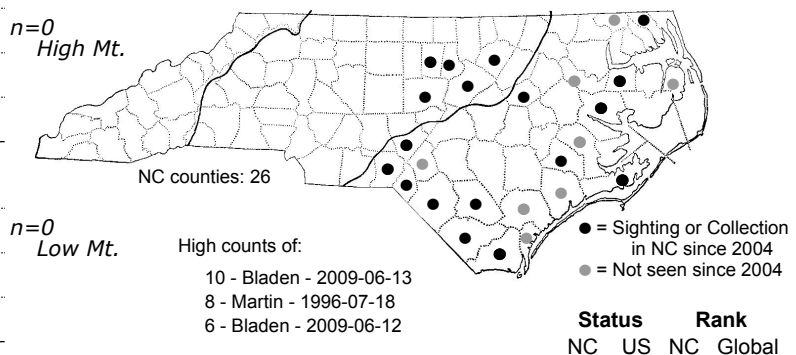 n=0
High Mt.
NC counties: 26
n=0
Low Mt.
High counts of:
10 - Bladen - 2009-06-13
8 - Martin - 1996-07-18
6 - Bladen - 2009-06-12
● = Sighting or Collection
in NC since 2004
● = Not seen since 2004
Status Rank
NC US NC Global